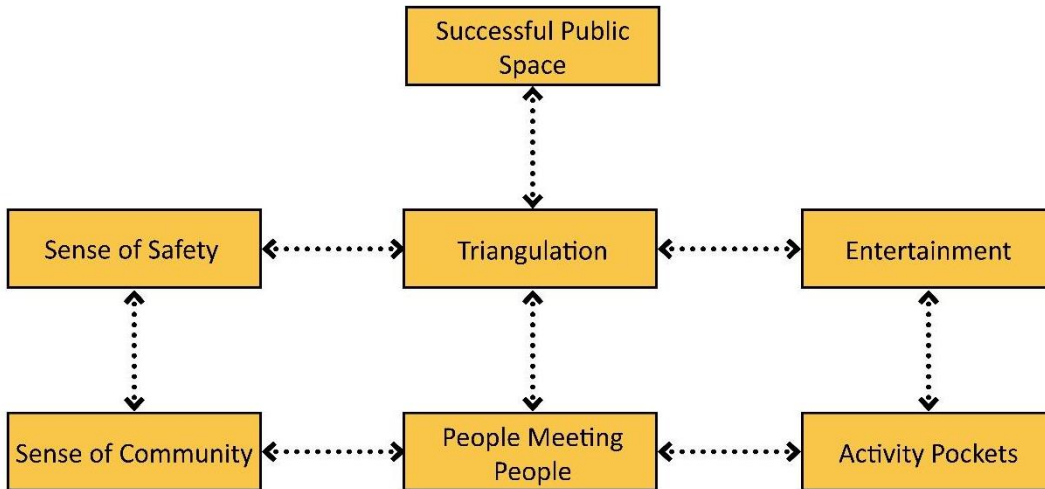 Successful Public
Space
Sense of Safety
Triangulation
Entertainment
Sense of Community
People Meeting
People
Activity Pockets